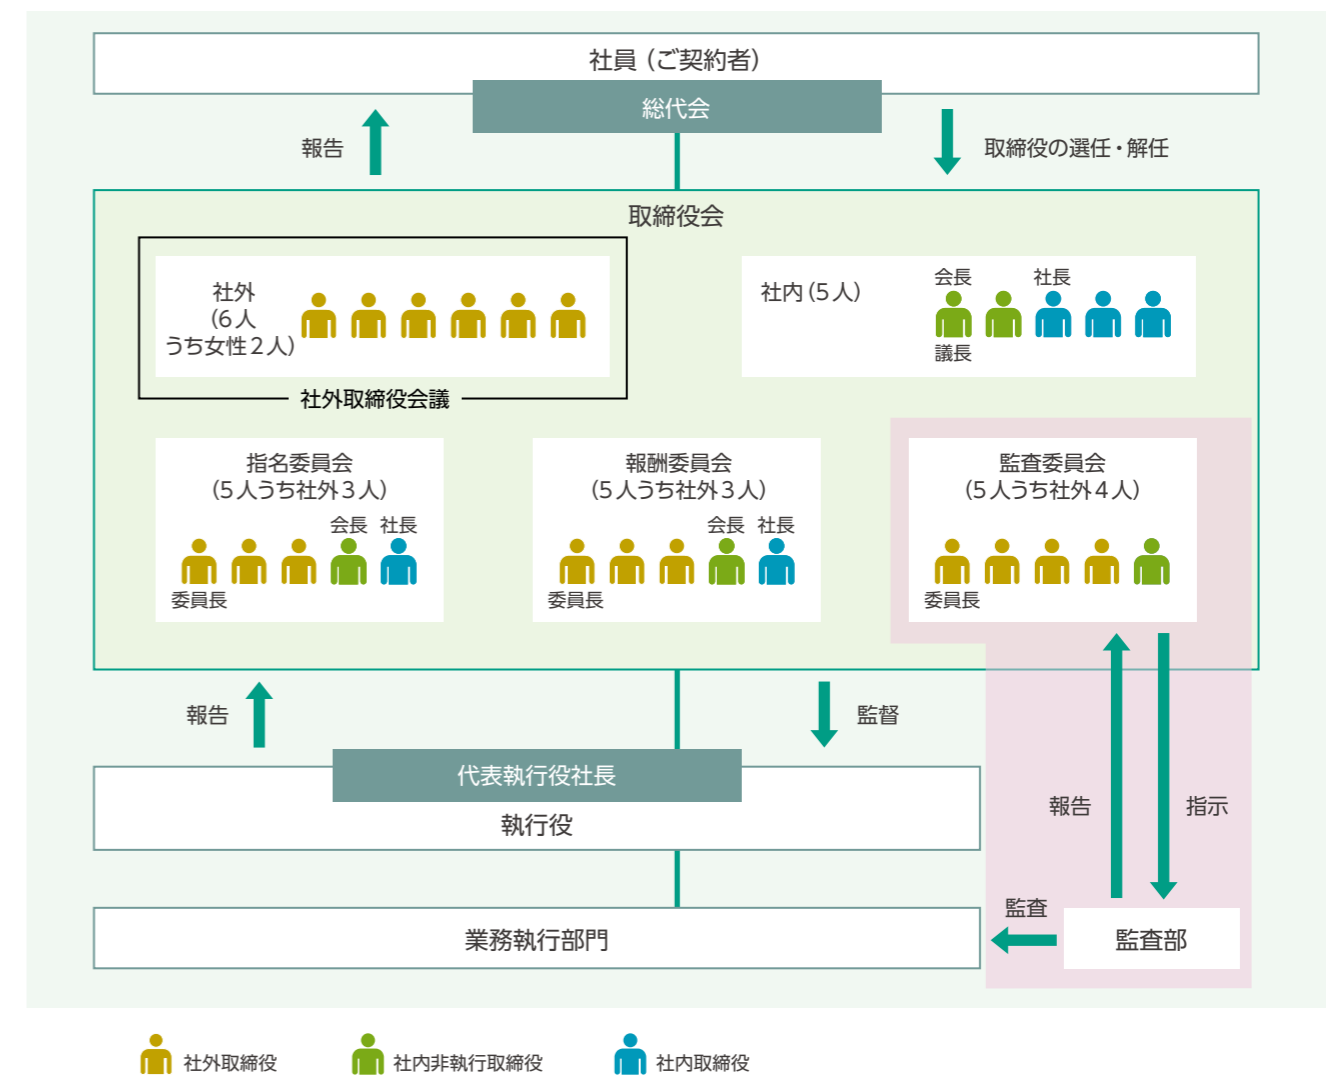 社員（ご契約者）
総代会
報告
取締役の選任・解任
取締役会
社外
（6人
うち女性2人）
社外取締役会議
社内（5人）
会長
社長
議長
指名委員会
（5人うち社外3人）
会長 社長
委員長
報酬委員会
（5人うち社外3人）
会長 社長
委員長
監査委員会
（5人うち社外4人）
委員長
報告
監督
代表執行役社長
執行役
報告
指示
監査
業務執行部門
監査部
社外取締役
社内非執行取締役
社内取締役